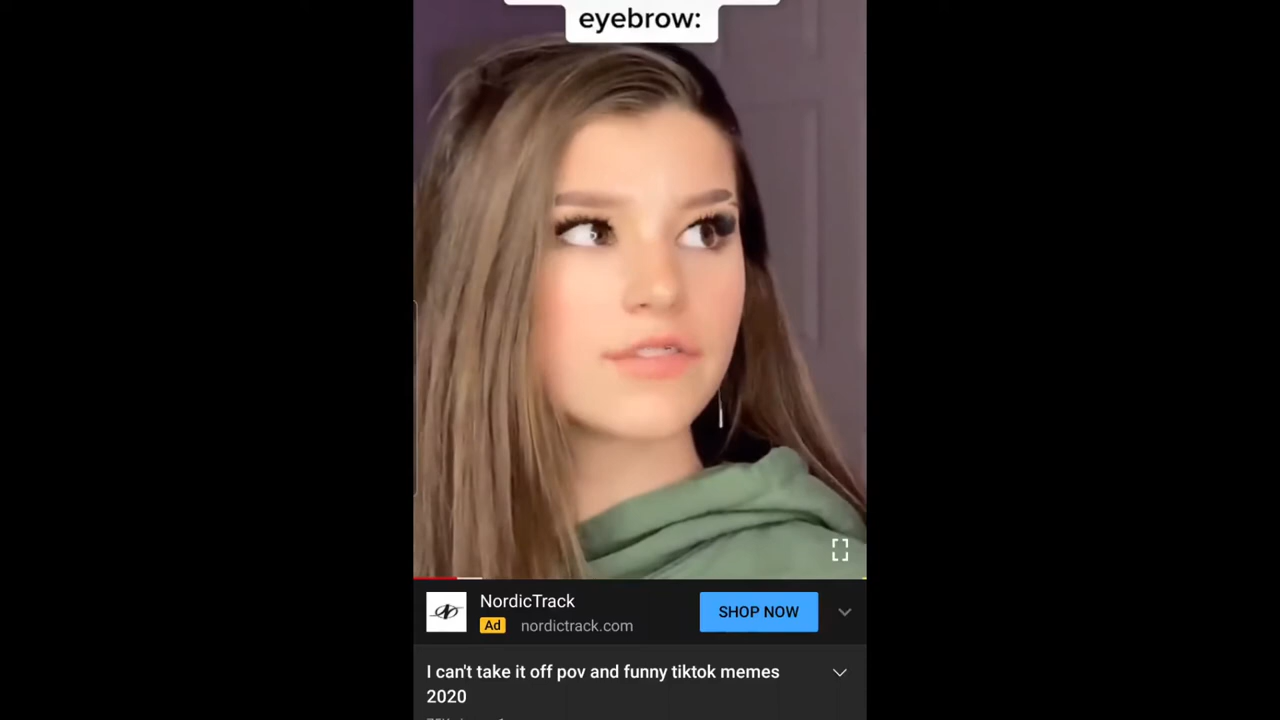 eyebrow:
NordicTrack
Ad nordictrack.com
SHOP NOW
I can't take it off pov and funny tiktok memes
2020